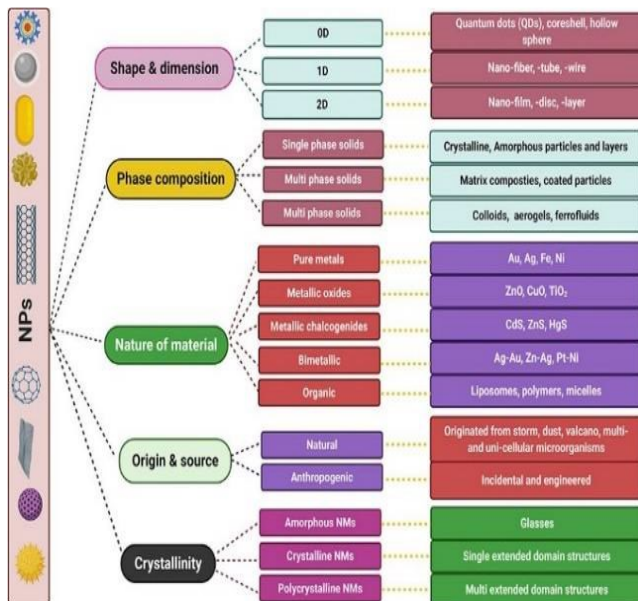 NPs
Shape & dimension
0D
Quantum dots (QDs), coreshell, hollow
sphere
1D
Nano-fiber, -tube, -wire
2D
Nano-film, -disc, -layer
Phase composition
Single phase solids
Crystalline, Amorphous particles and layers
Multi phase solids
Matrix composties, coated particles
Multi phase solids
Colloids, aerogels, ferrofluids
Nature of material
Pure metals
Au, Ag, Fe, Ni
Metallic oxides
ZnO, CuO, TIO₂
Metallic chalcogenides
CdS, ZnS, HgS
Bimetallic
Ag-Au, Zn-Ag, Pt-Ni
Organic
Liposomes, polymers, micelles
Origin & source
Natural
Originated from storm, dust, valcano, multi-
and uni-cellular microorganisms
Anthropogenic
Incidental and engineered
Crystallinity
Amorphous NMs
Glasses
Crystalline NMs
Single extended domain structures
Polycrystalline NMs
Multi extended domain structures